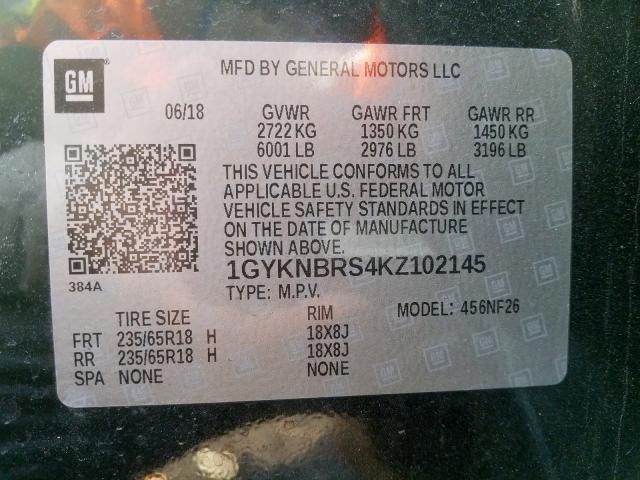 GM
MFD BY GENERAL MOTORS LLC
06/18 GVWR GAWR FRT GAWR RR
2722 KG 1350 KG 1450 KG
6001 LB 2976 LB 3196 LB
THIS VEHICLE CONFORMS TO ALL
APPLICABLE U.S. FEDERAL MOTOR
VEHICLE SAFETY STANDARDS IN EFFECT
ON THE DATE OF MANUFACTURE
SHOWN ABOVE.
1GYKNBRS4KZ102145
384A
TYPE: M.P.V.
MODEL: 456NF26
TIRE SIZE RIM
FRT 235/65R18 H 18X8J
RR 235/65R18 H 18X8J
SPA NONE NONE